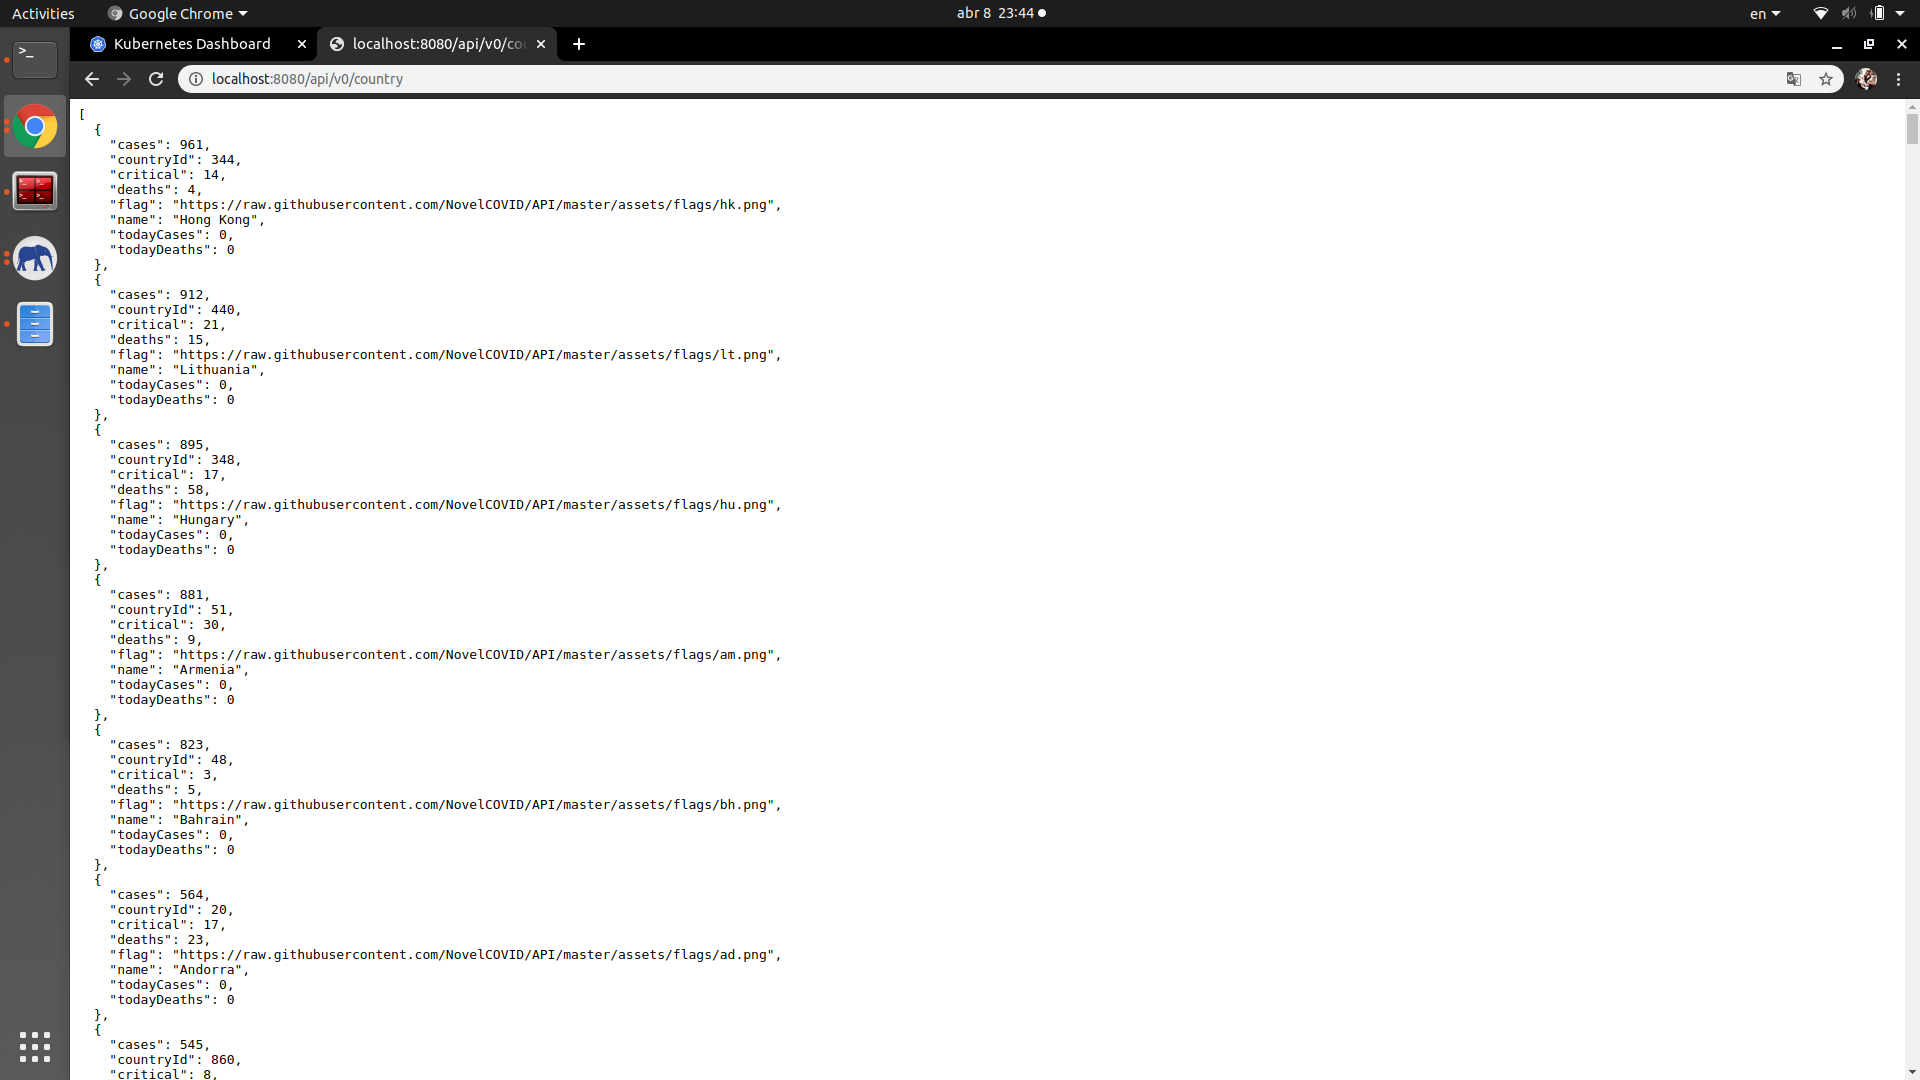 Activities
Google Chrome
abr 8 23:44
en
Kubernetes Dashboard
localhost:8080/api/v0/cou
localhost:8080/api/v0/country
[
  {
    "cases": 961,
    "countryId": 344,
    "critical": 14,
    "deaths": 4,
    "flag": "https://raw.githubusercontent.com/NovelCOVID/API/master/assets/flags/hk.png",
    "name": "Hong Kong",
    "todayCases": 0,
    "todayDeaths": 0
  },
  {
    "cases": 912,
    "countryId": 440,
    "critical": 21,
    "deaths": 15,
    "flag": "https://raw.githubusercontent.com/NovelCOVID/API/master/assets/flags/lt.png",
    "name": "Lithuania",
    "todayCases": 0,
    "todayDeaths": 0
  },
  {
    "cases": 895,
    "countryId": 348,
    "critical": 17,
    "deaths": 58,
    "flag": "https://raw.githubusercontent.com/NovelCOVID/API/master/assets/flags/hu.png",
    "name": "Hungary",
    "todayCases": 0,
    "todayDeaths": 0
  },
  {
    "cases": 881,
    "countryId": 51,
    "critical": 30,
    "deaths": 9,
    "flag": "https://raw.githubusercontent.com/NovelCOVID/API/master/assets/flags/am.png",
    "name": "Armenia",
    "todayCases": 0,
    "todayDeaths": 0
  },
  {
    "cases": 823,
    "countryId": 48,
    "critical": 3,
    "deaths": 5,
    "flag": "https://raw.githubusercontent.com/NovelCOVID/API/master/assets/flags/bh.png",
    "name": "Bahrain",
    "todayCases": 0,
    "todayDeaths": 0
  },
  {
    "cases": 564,
    "countryId": 20,
    "critical": 17,
    "deaths": 23,
    "flag": "https://raw.githubusercontent.com/NovelCOVID/API/master/assets/flags/ad.png",
    "name": "Andorra",
    "todayCases": 0,
    "todayDeaths": 0
  },
  {
    "cases": 545,
    "countryId": 860,
    "critical": 8,